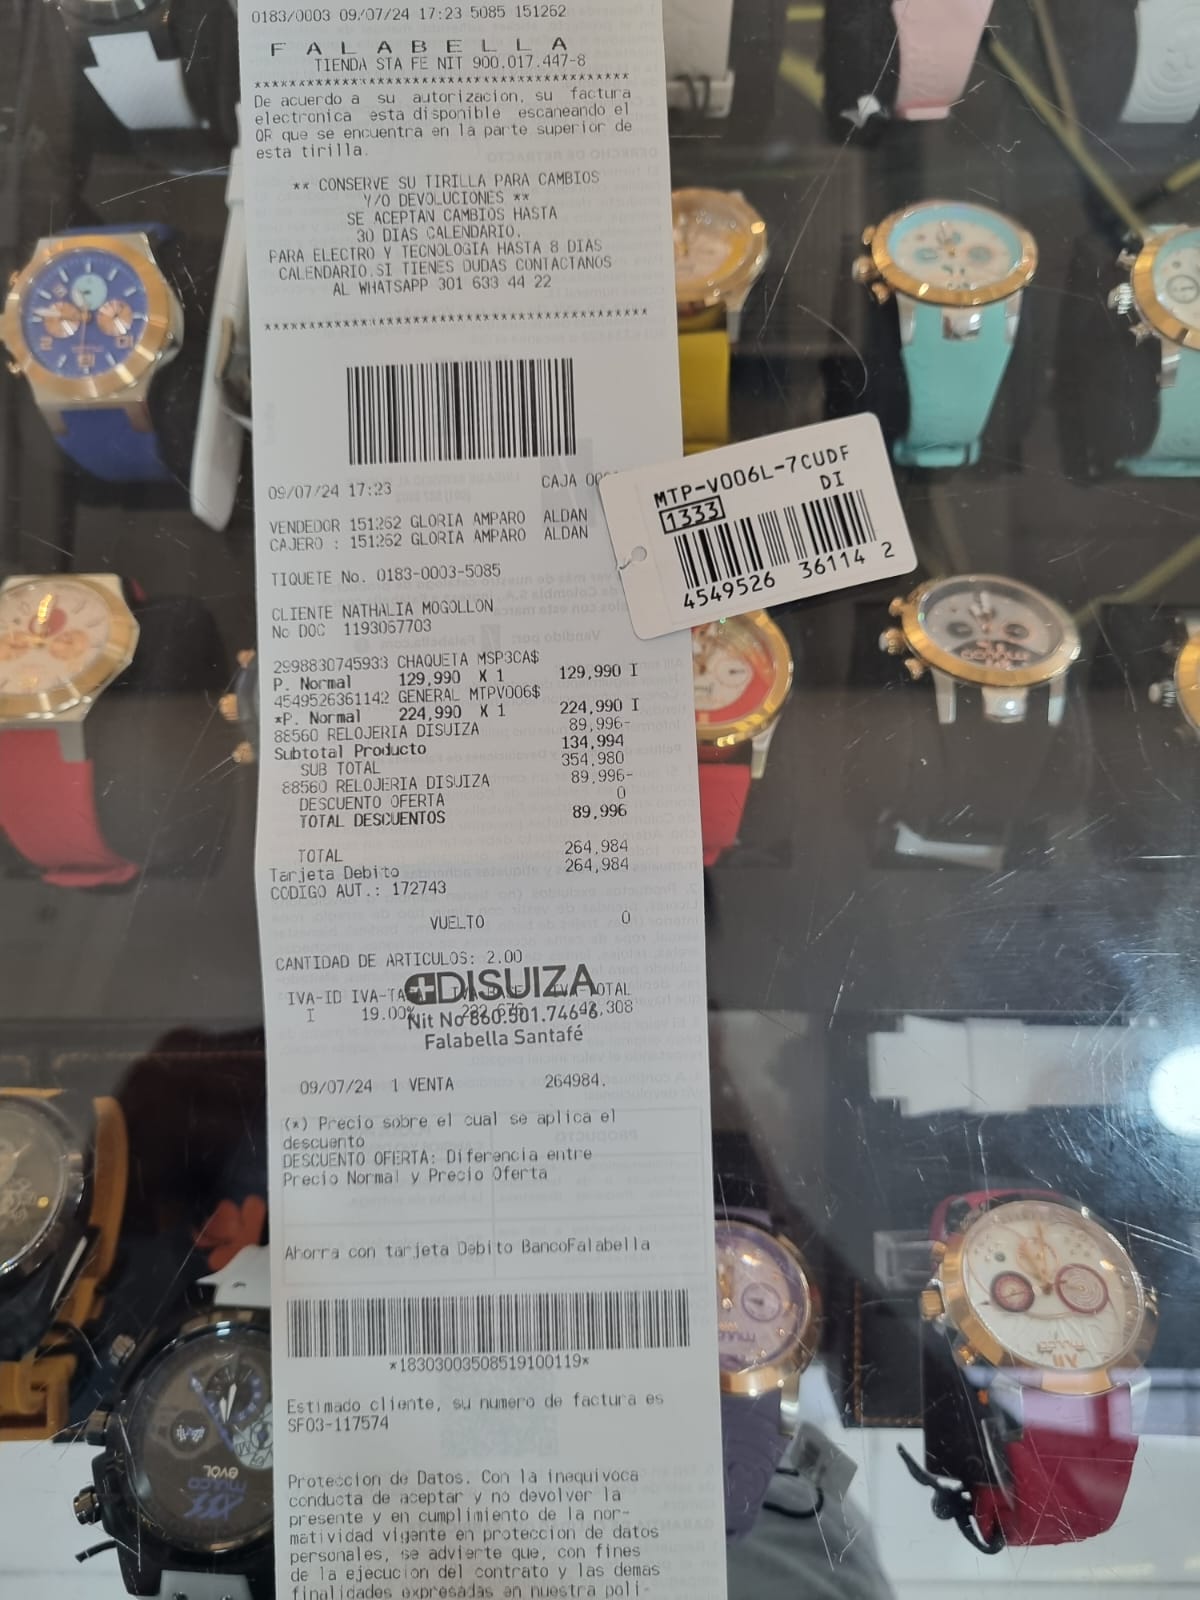 0183/0003 09/07/24 17:23 5085 151262
F A L A B E L L A
TIENDA STA FE NIT 900.017.447-8
De acuerdo a su autorizacion, su factura
electronica esta disponible escaneando el
QR que se encuentra en la parte superior de
esta tirilla.
** CONSERVE SU TIRILLA PARA CAMBIOS
Y/O DEVOLUCIONES **
SE ACEPTAN CAMBIOS HASTA
30 DIAS CALENDARIO.
PARA ELECTRO Y TECNOLOGIA HASTA 8 DIAS
CALENDARIO.SI TIENES DUDAS CONTACTANOS
AL WHATSAPP 301 633 44 22
09/07/24 17:23 CAJA
VENDEDOR 151262 GLORIA AMPARO ALDAN
CAJERO : 151262 GLORIA AMPARO ALDAN
TIQUETE No. 0183-0003-5085
CLIENTE NATHALIA MOGOLLON
No DOC 1193067703
2998830745933 CHAQUETA MSP3CA$
P. Normal 129,990 X 1 129,990 I
4549526361142 GENERAL MTPV006$
*P. Normal 224,990 X 1 224,990 I
88560 RELOJERIA DISUIZA 89,996-
Subtotal Producto 134,994
SUB TOTAL 354,980
88560 RELOJERIA DISUIZA 89,996-
DESCUENTO OFERTA 0
TOTAL DESCUENTOS 89,996
TOTAL 264,984
Tarjeta Debito 264,984
CODIGO AUT.: 172743
VUELTO 0
CANTIDAD DE ARTICULOS: 2.00
DISUIZA
IVA-ID
I 19.00%
Nit No 860.501.746-6
Falabella Santafé
09/07/24 1 VENTA 264984.
(*) Precio sobre el cual se aplica el
descuento
DESCUENTO OFERTA: Diferencia entre
Precio Normal y Precio Oferta
Ahorra con tarjeta Debito BancoFalabella
*18303003508519100119*
Estimado cliente, su numero de factura es
SF03-117574
Proteccion de Datos. Con la inequivoca
conducta de aceptar y no devolver la
presente y en cumplimiento de la nor-
matividad vigente en proteccion de datos
personales, se advierte que, con fines
de la ejecucion del contrato y las demas
finalidades expresadas en nuestra poli-
MTP-V006L-7CUDF
1333 DI
4549526 36114 2